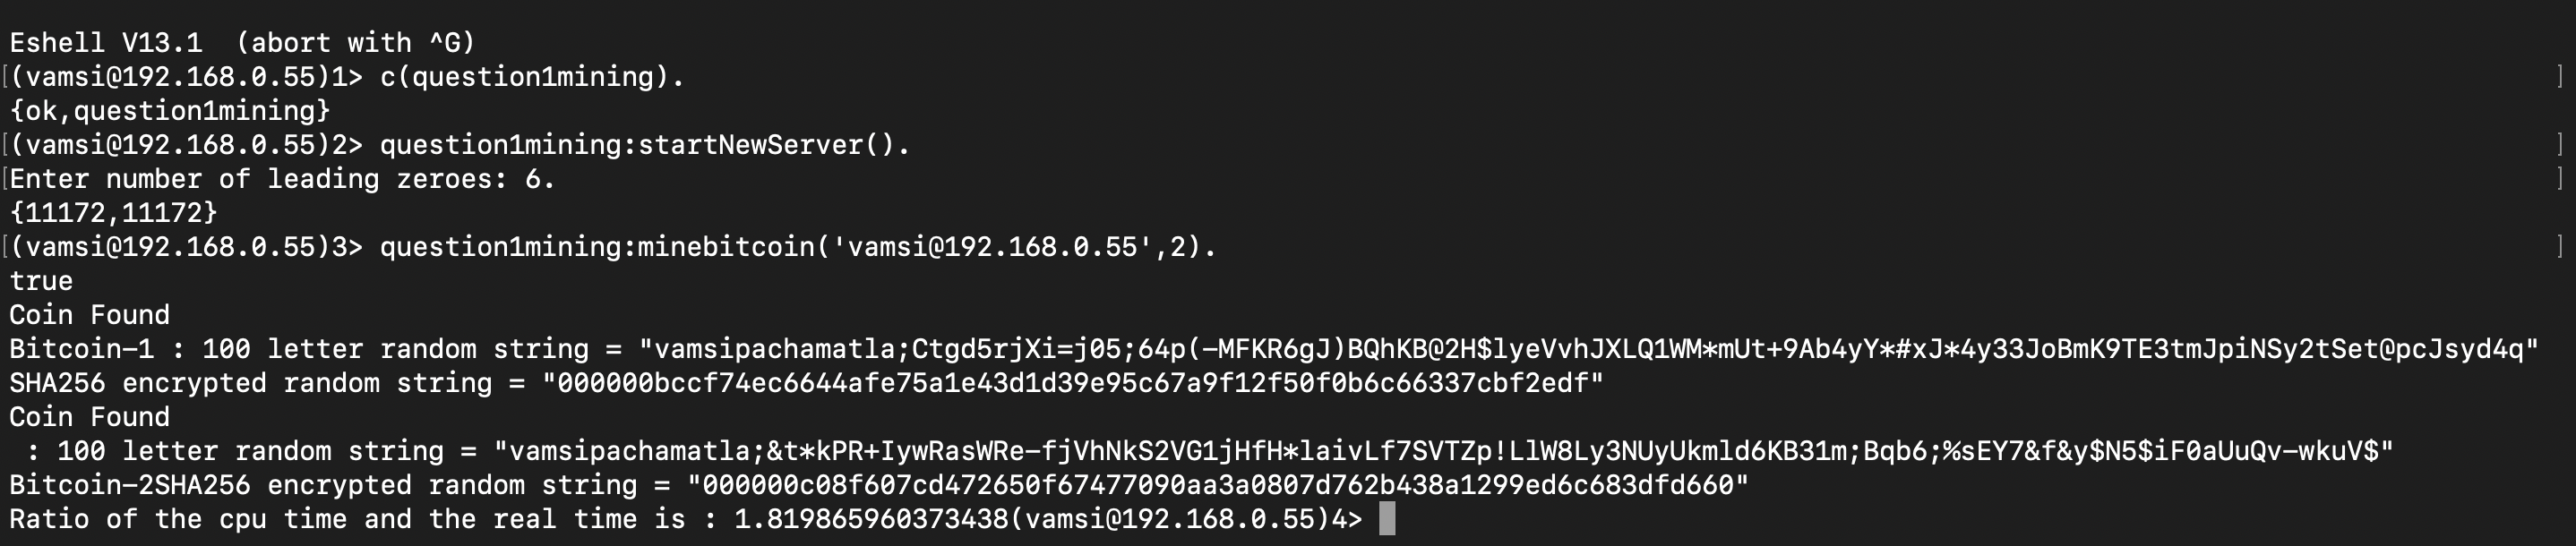 Eshell V13.1  (abort with ^G)
[(vamsi@192.168.0.55)1> c(question1mining). ]
{ok,question1mining}
[(vamsi@192.168.0.55)2> question1mining:startNewServer(). ]
[Enter number of leading zeroes: 6. ]
{11172,11172}
[(vamsi@192.168.0.55)3> question1mining:minebitcoin('vamsi@192.168.0.55',2). ]
true
Coin Found
Bitcoin-1 : 100 letter random string = "vamsipachamatla;Ctgd5rjXi=j05;64p(-MFKR6gJ)BQhKB@2H$lyeVvhJXLQ1WM*mUt+9Ab4yY*#xJ*4y33JoBmK9TE3tmJpiNSy2tSet@pcJsyd4q"
SHA256 encrypted random string = "000000bccf74ec6644afe75a1e43d1d39e95c67a9f12f50f0b6c66337cbf2edf"
Coin Found
 : 100 letter random string = "vamsipachamatla;&t*kPR+IywRasWRe-fjVhNkS2VG1jHfH*laivLf7SVTZp!LlW8Ly3NUyUkmld6KB31m;Bqb6;%sEY7&f&y$N5$iF0aUuQv-wkuV$"
Bitcoin-2SHA256 encrypted random string = "000000c08f607cd472650f67477090aa3a0807d762b438a1299ed6c683dfd660"
Ratio of the cpu time and the real time is : 1.819865960373438(vamsi@192.168.0.55)4>